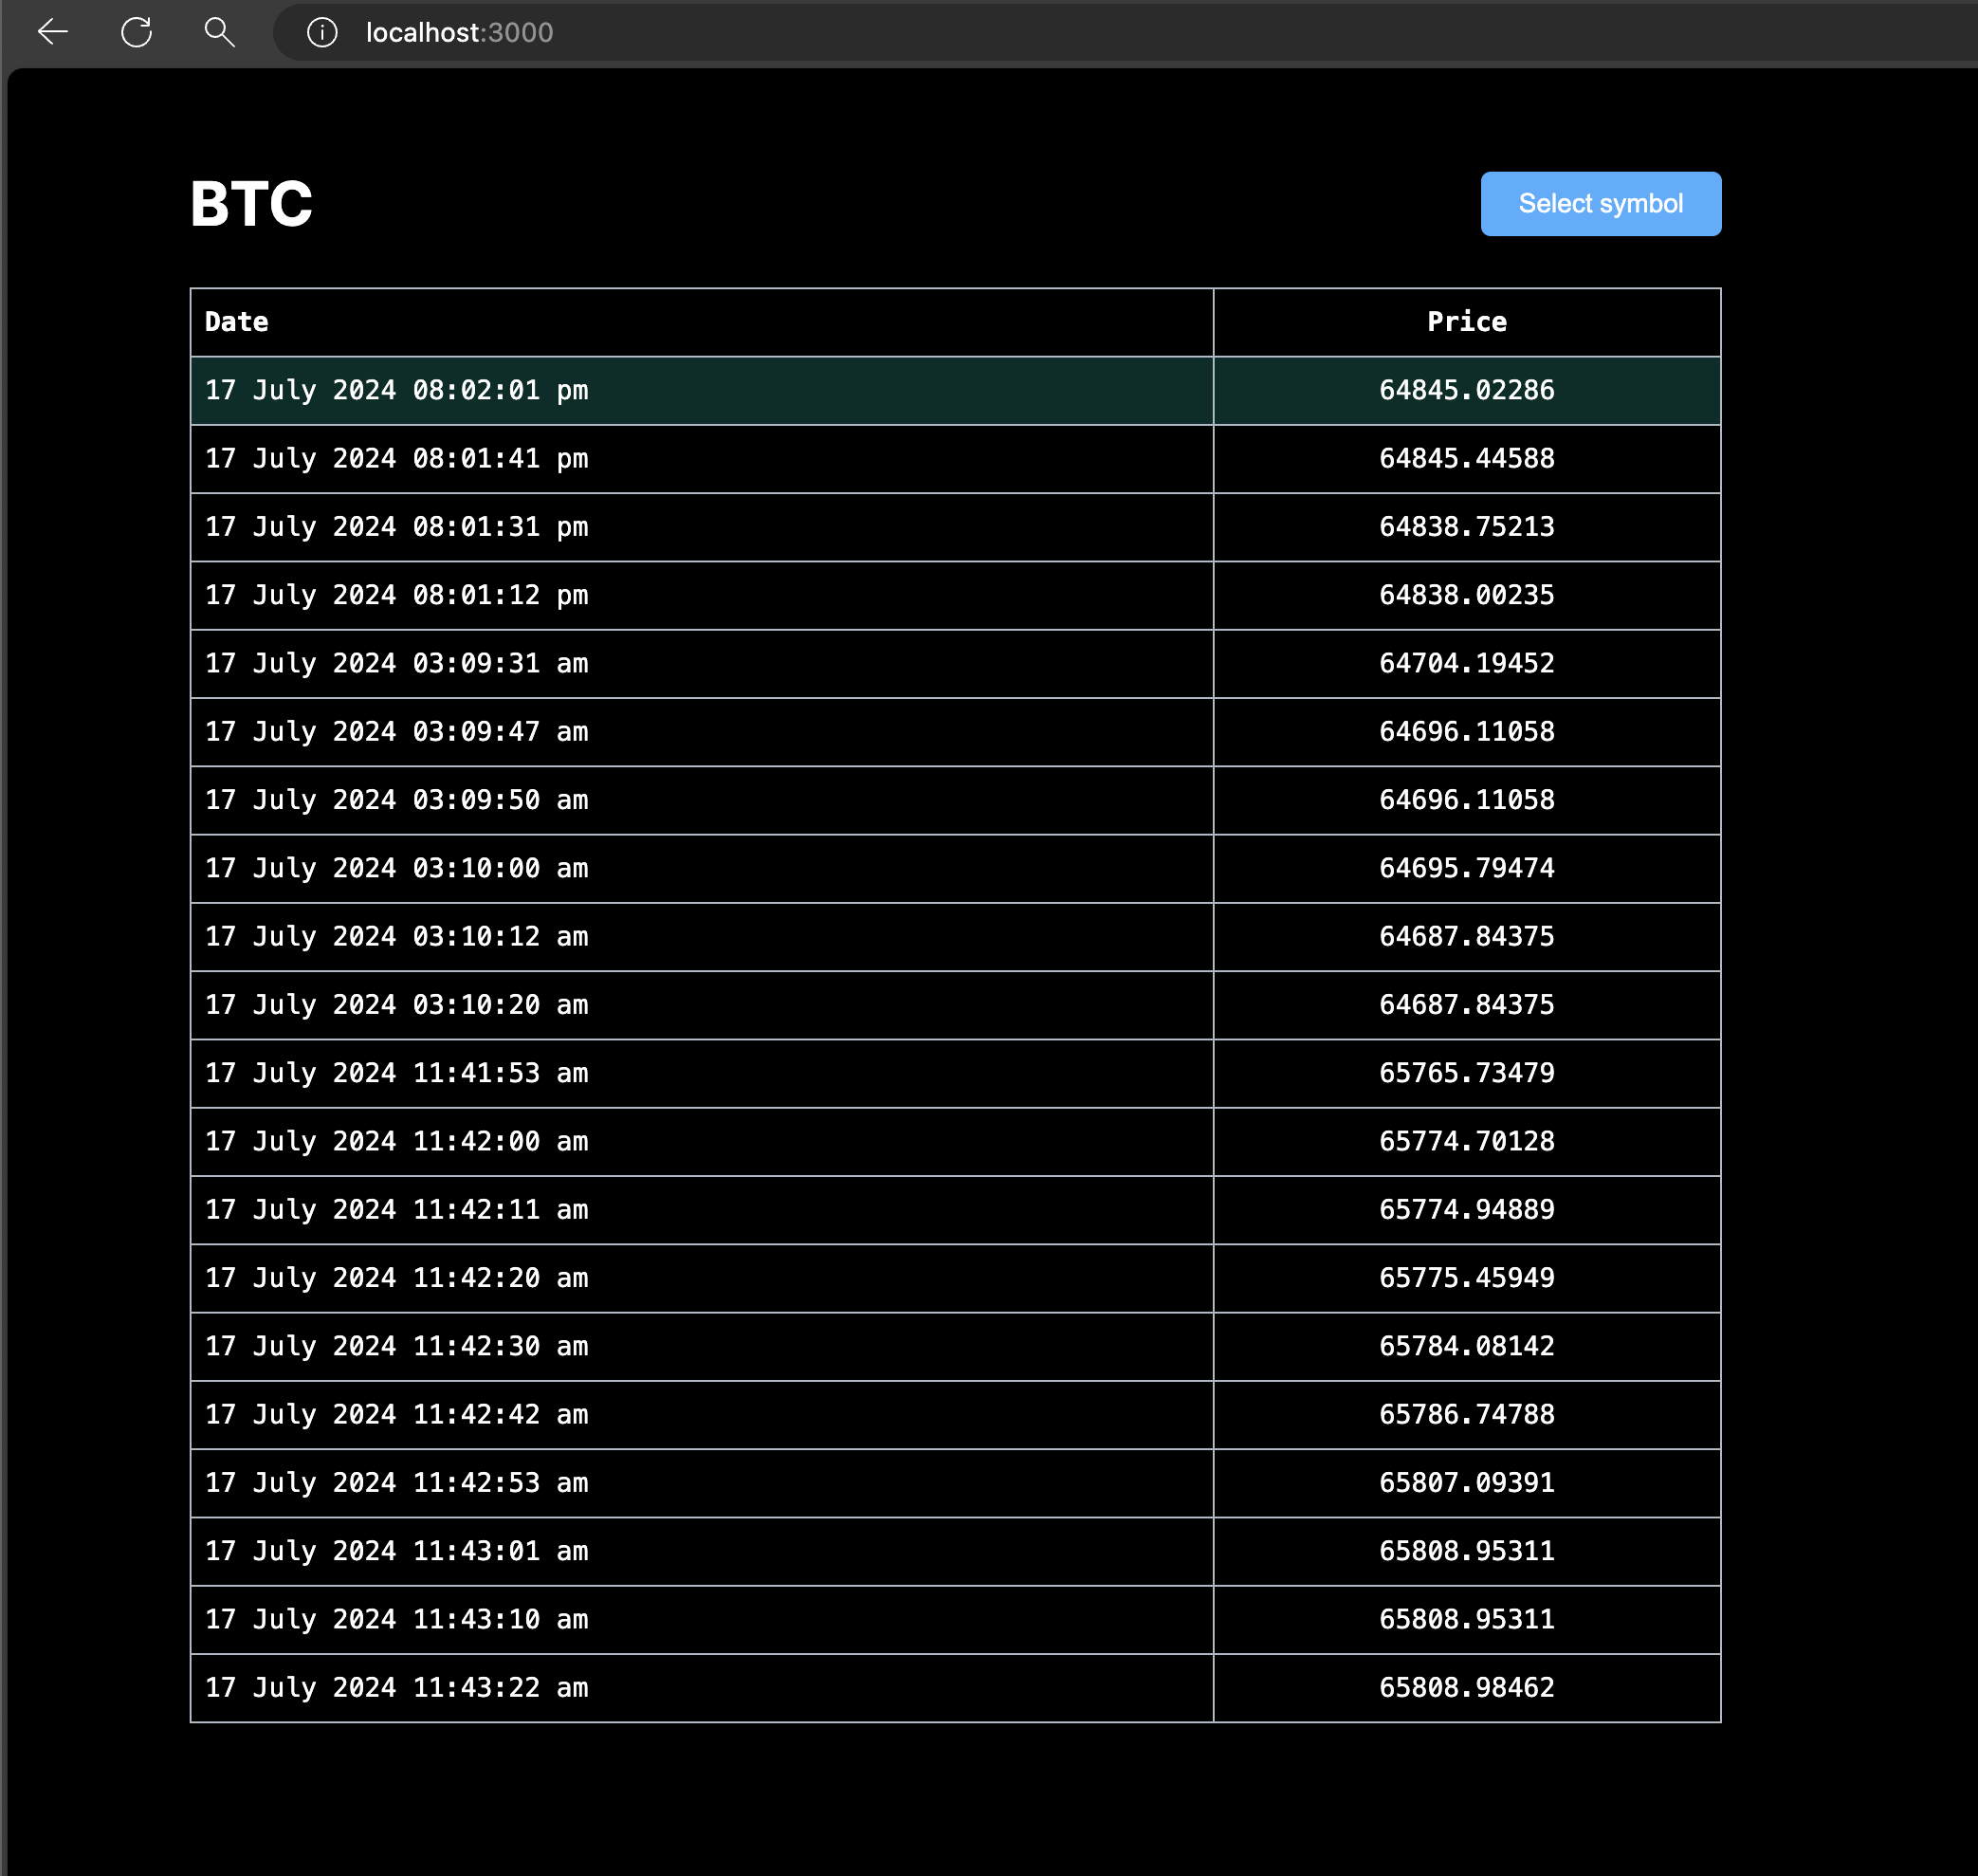 localhost:3000
BTC
Select symbol
Date Price
17 July 2024 08:02:01 pm 64845.02286
17 July 2024 08:01:41 pm 64845.44588
17 July 2024 08:01:31 pm 64838.75213
17 July 2024 08:01:12 pm 64838.00235
17 July 2024 03:09:31 am 64704.19452
17 July 2024 03:09:47 am 64696.11058
17 July 2024 03:09:50 am 64696.11058
17 July 2024 03:10:00 am 64695.79474
17 July 2024 03:10:12 am 64687.84375
17 July 2024 03:10:20 am 64687.84375
17 July 2024 11:41:53 am 65765.73479
17 July 2024 11:42:00 am 65774.70128
17 July 2024 11:42:11 am 65774.94889
17 July 2024 11:42:20 am 65775.45949
17 July 2024 11:42:30 am 65784.08142
17 July 2024 11:42:42 am 65786.74788
17 July 2024 11:42:53 am 65807.09391
17 July 2024 11:43:01 am 65808.95311
17 July 2024 11:43:10 am 65808.95311
17 July 2024 11:43:22 am 65808.98462